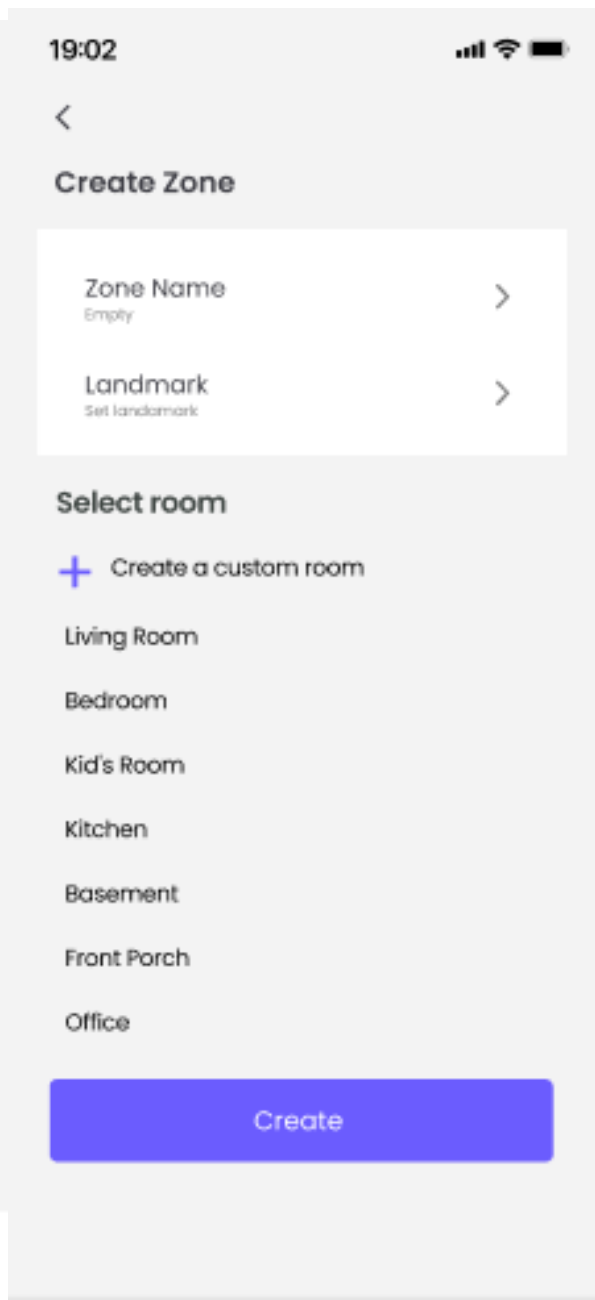 19:02
Create Zone
Zone Name
Empty
Landmark
Set landamark
Select room
Create a custom room
Living Room
Bedroom
Kid's Room
Kitchen
Basement
Front Porch
Office
Create